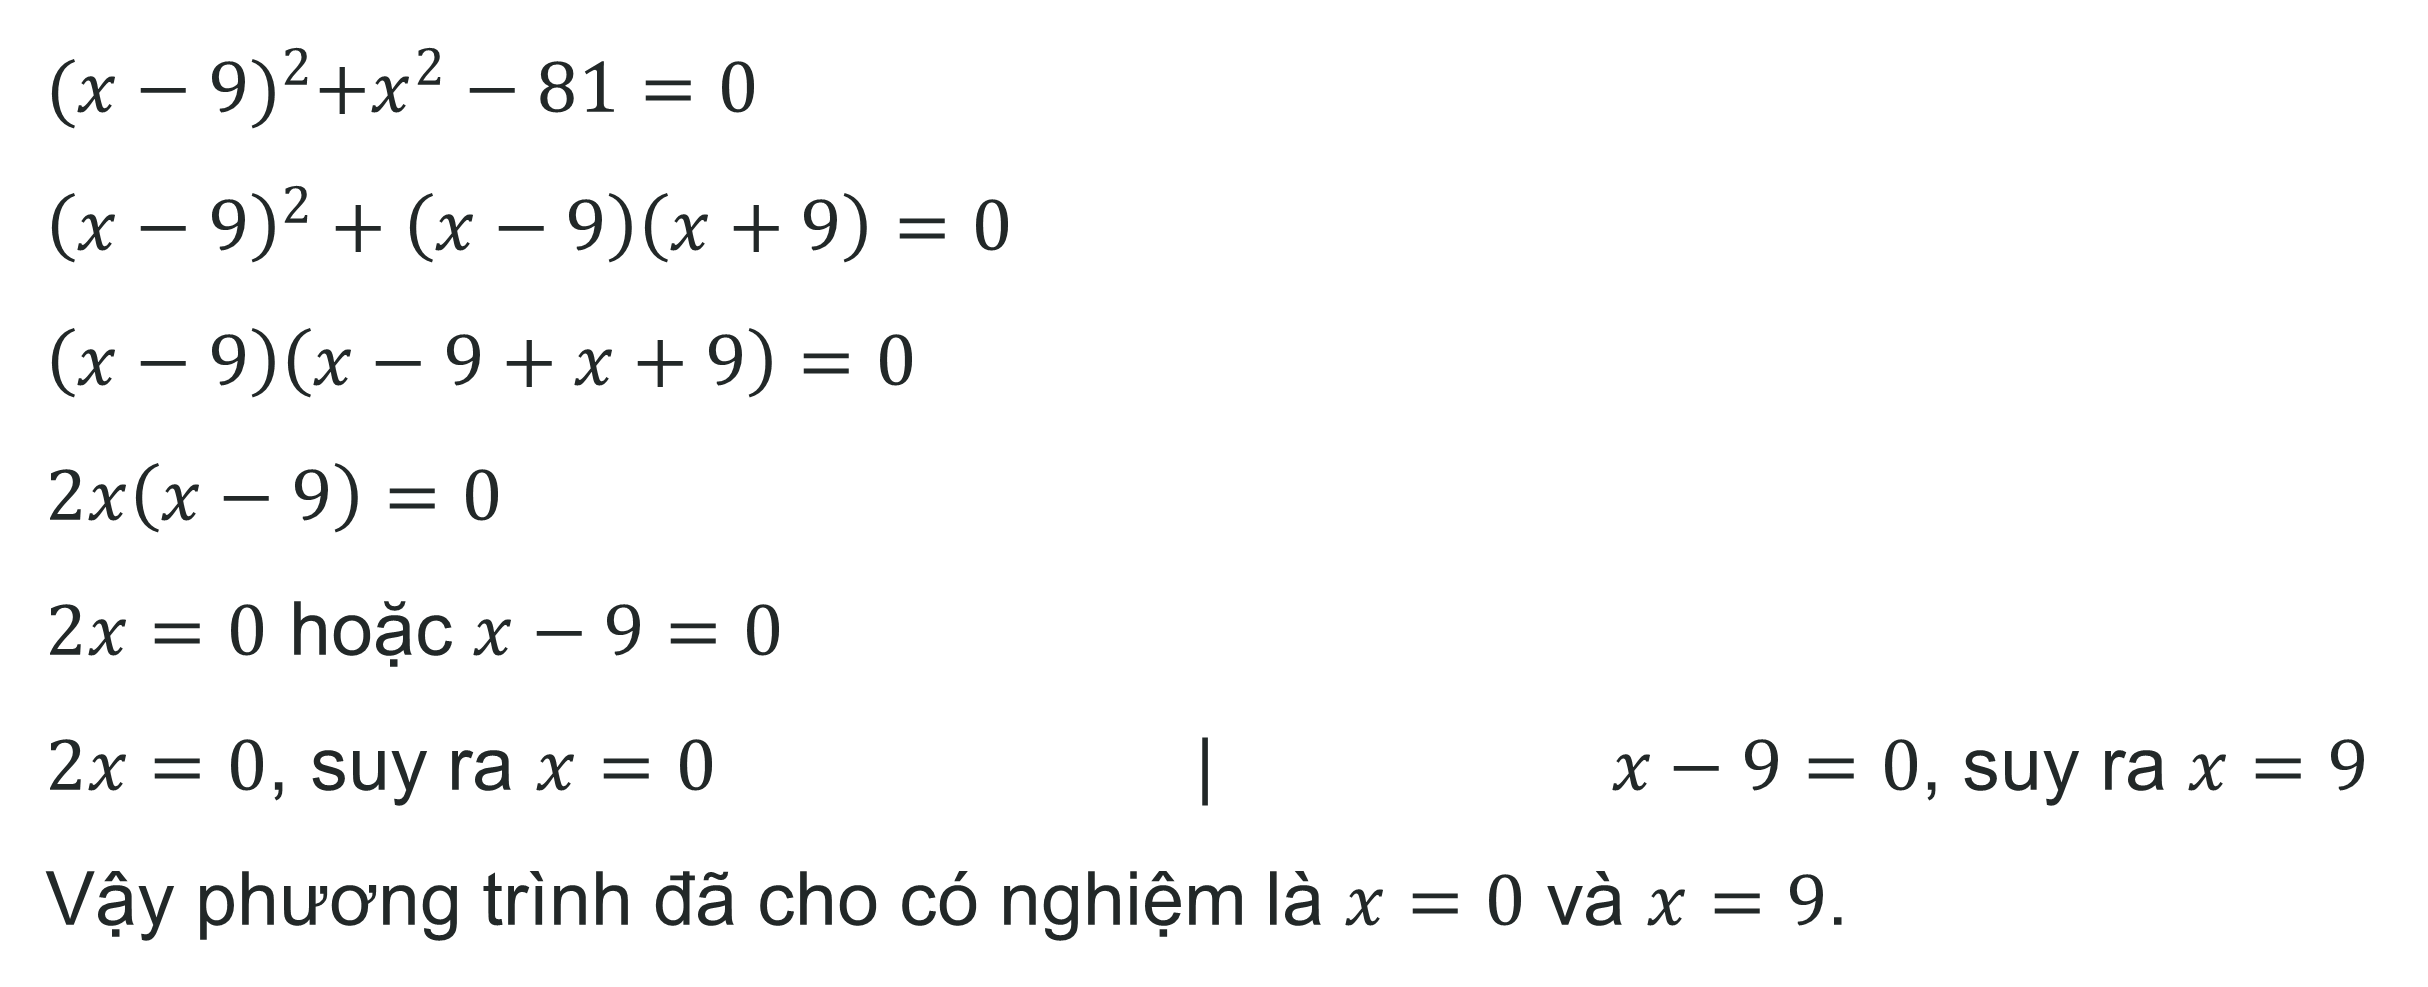 (x − 9)²+x² − 81 = 0
(x − 9)² + (x − 9)(x + 9) = 0
(x − 9)(x − 9 + x + 9) = 0
2x(x − 9) = 0
2x = 0 hoặc x − 9 = 0
2x = 0, suy ra x = 0 | x − 9 = 0, suy ra x = 9
Vậy phương trình đã cho có nghiệm là x = 0 và x = 9.